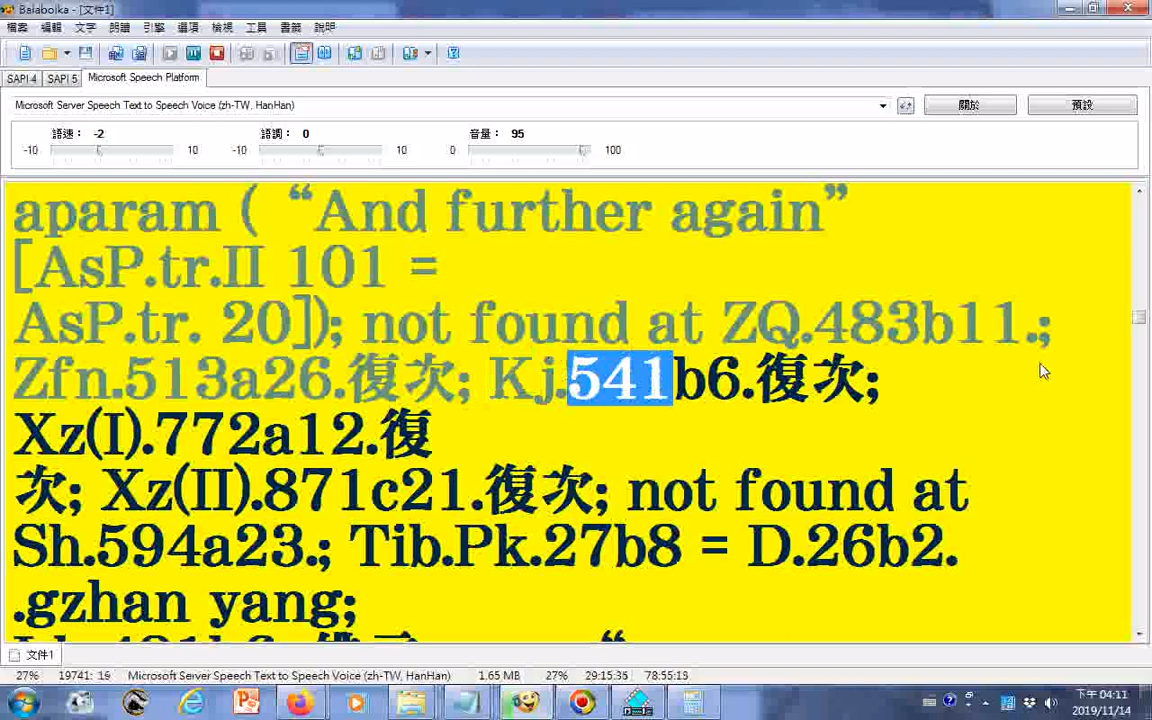 Balabolka - [文件1]
檔案 編輯 文字 朗讀 引擎 選項 檢視 工具 書籤 說明
SAPI 4 SAPI 5 Microsoft Speech Platform
Microsoft Server Speech Text to Speech Voice (zh-TW, HanHan) 關於 預設
語速： -2 語調： 0 音量： 95
-10 10 -10 10 0 100
aparam (“And further again”
[AsP.tr.II 101 =
AsP.tr. 20]); not found at ZQ.483b11.;
Zfn.513a26.復次; Kj.541b6.復次;
Xz(I).772a12.復
次; Xz(II).871c21.復次; not found at
Sh.594a23.; Tib.Pk.27b8 = D.26b2.
.gzhan yang;
文件1
27% 19741: 19 Microsoft Server Speech Text to Speech Voice (zh-TW, HanHan) 1.65 MB 27% 29:15:35 78:55:13
下午 04:11
2019/11/14